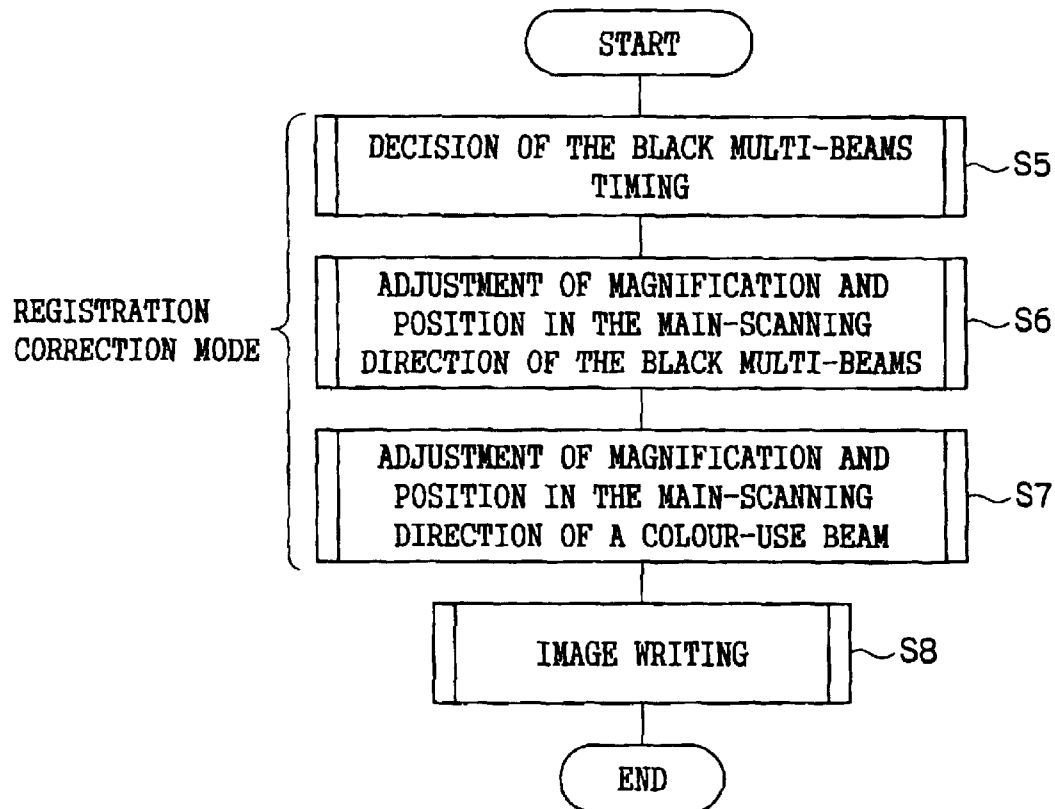 START
DECISION OF THE BLACK MULTI-BEAMS
TIMING
S5
REGISTRATION
CORRECTION MODE
ADJUSTMENT OF MAGNIFICATION AND
POSITION IN THE MAIN-SCANNING
DIRECTION OF THE BLACK MULTI-BEAMS
S6
ADJUSTMENT OF MAGNIFICATION AND
POSITION IN THE MAIN-SCANNING
DIRECTION OF A COLOUR-USE BEAM
S7
IMAGE WRITING
S8
END